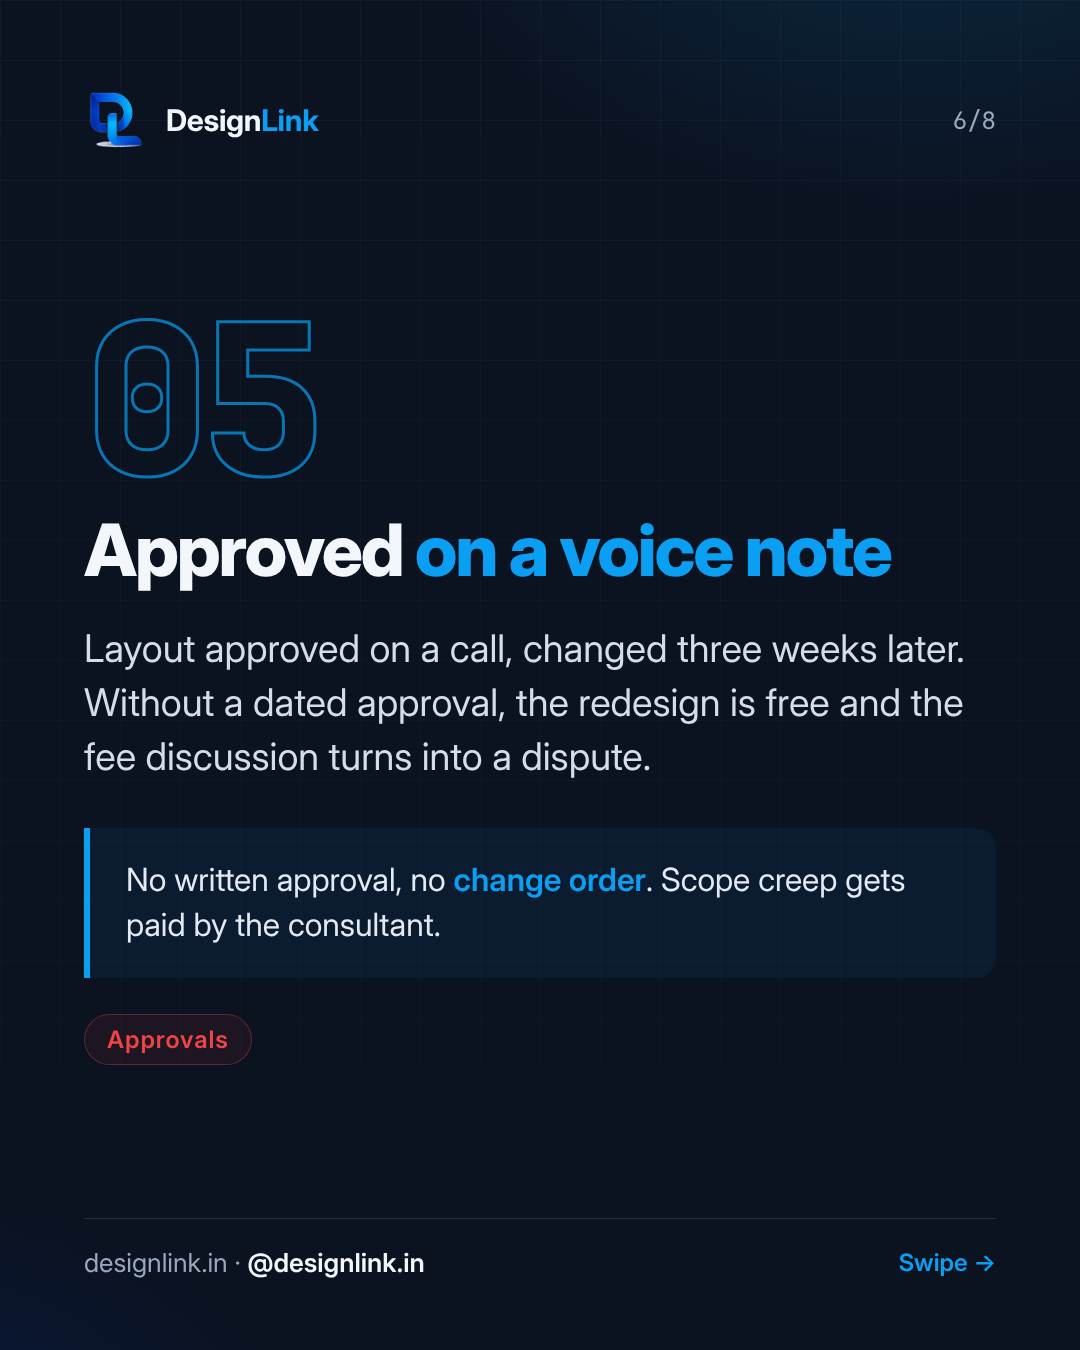 DesignLink
6/8
05
Approved on a voice note
Layout approved on a call, changed three weeks later.
Without a dated approval, the redesign is free and the
fee discussion turns into a dispute.
No written approval, no change order. Scope creep gets
paid by the consultant.
Approvals
designlink.in · @designlink.in
Swipe →